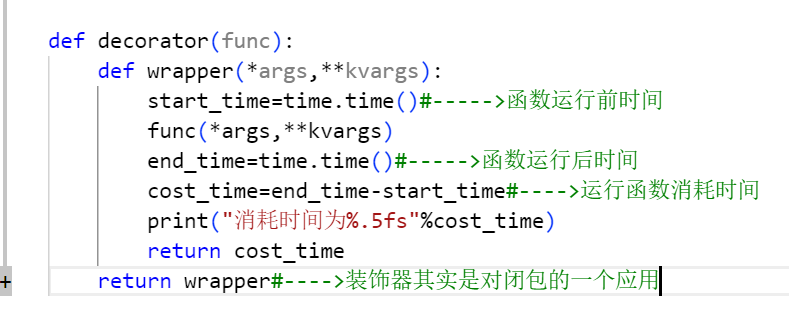 def decorator(func):
    def wrapper(*args,**kvargs):
        start_time=time.time()#----->函数运行前时间
        func(*args,**kvargs)
        end_time=time.time()#----->函数运行后时间
        cost_time=end_time-start_time#---->运行函数消耗时间
        print("消耗时间为%.5fs"%cost_time)
        return cost_time
    return wrapper#---->装饰器其实是对闭包的一个应用